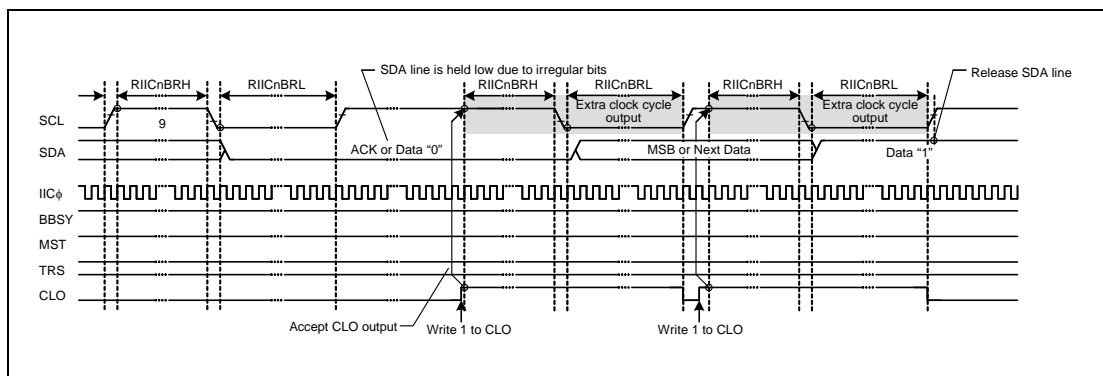 SDA line is held low due to irregular bits
Release SDA line
RIICnBRH
RIICnBRL
RIICnBRH
RIICnBRL
RIICnBRH
RIICnBRL
SCL
9
Extra clock cycle
output
Extra clock cycle
output
SDA
ACK or Data “0”
MSB or Next Data
Data “1”
IICϕ
BBSY
MST
TRS
CLO
Accept CLO output
Write 1 to CLO
Write 1 to CLO